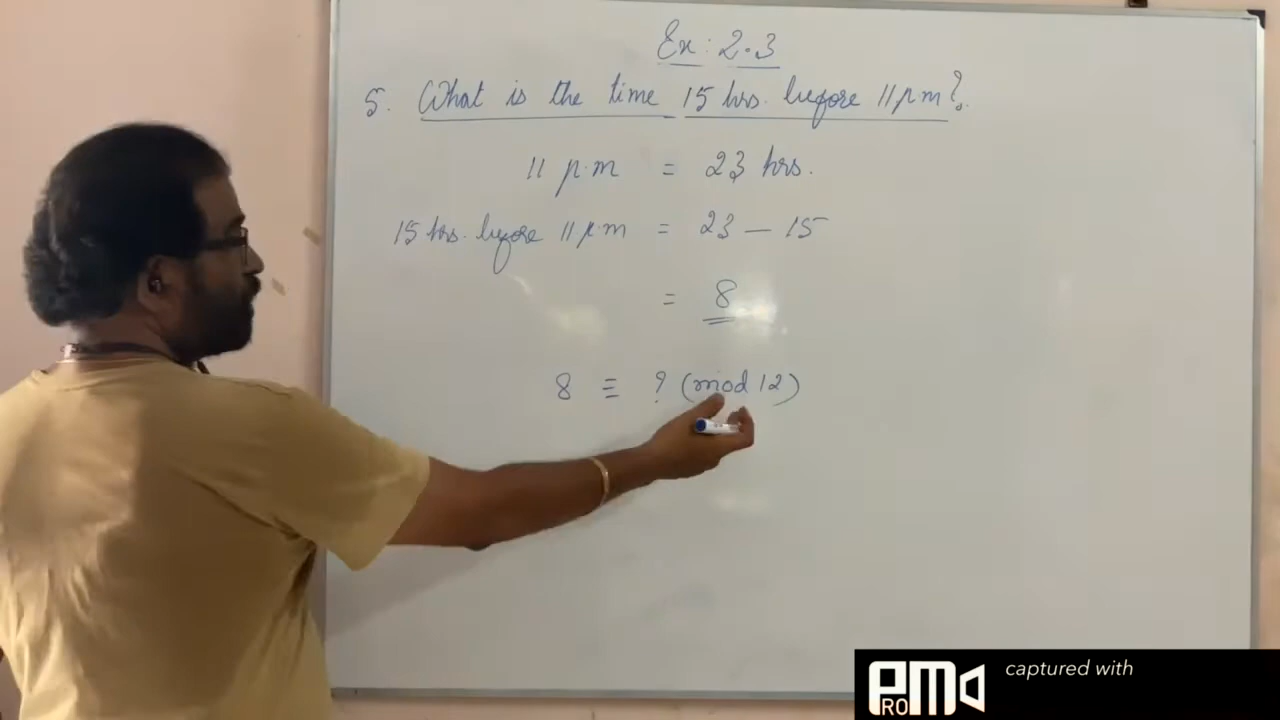 Ex: 2.3
5. What is the time 15 hrs. before 11 pm?.
11 p.m = 23 hrs.
15 hrs. before 11 p.m = 23 – 15
= 8
8 ≡ ? (mod 12)
captured with
PRO M